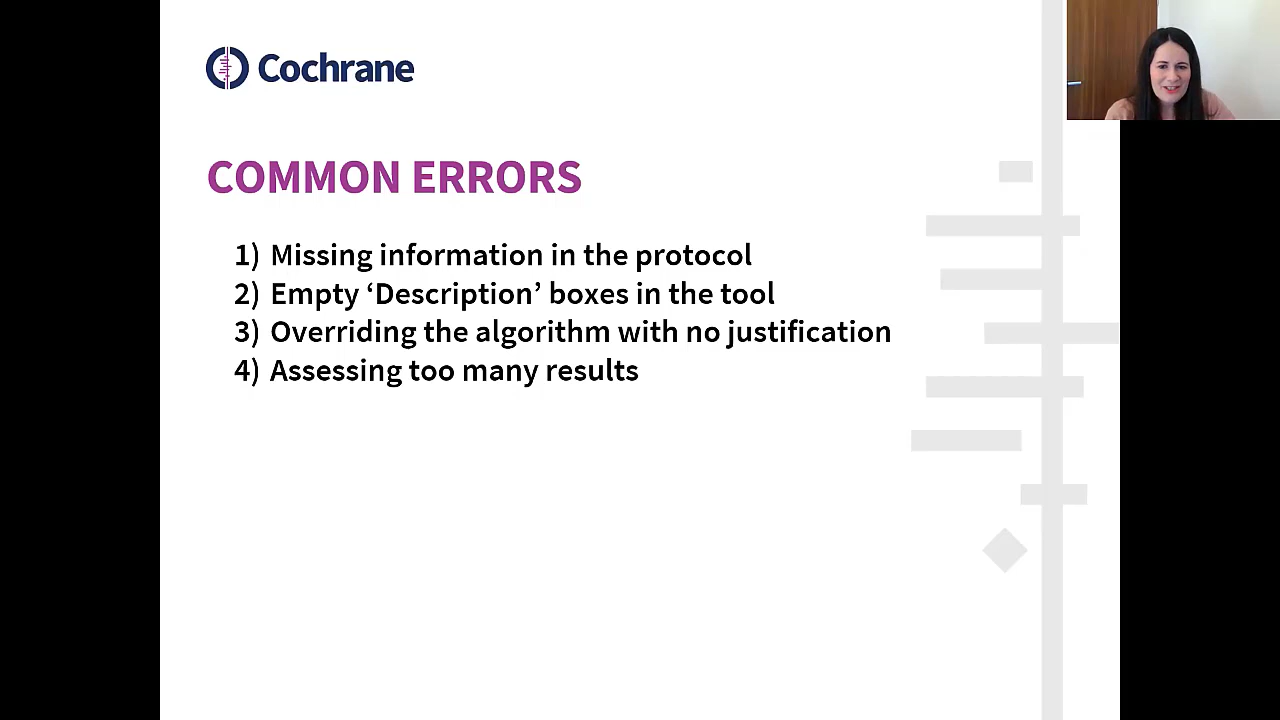 Cochrane
COMMON ERRORS
1) Missing information in the protocol
2) Empty ‘Description’ boxes in the tool
3) Overriding the algorithm with no justification
4) Assessing too many results